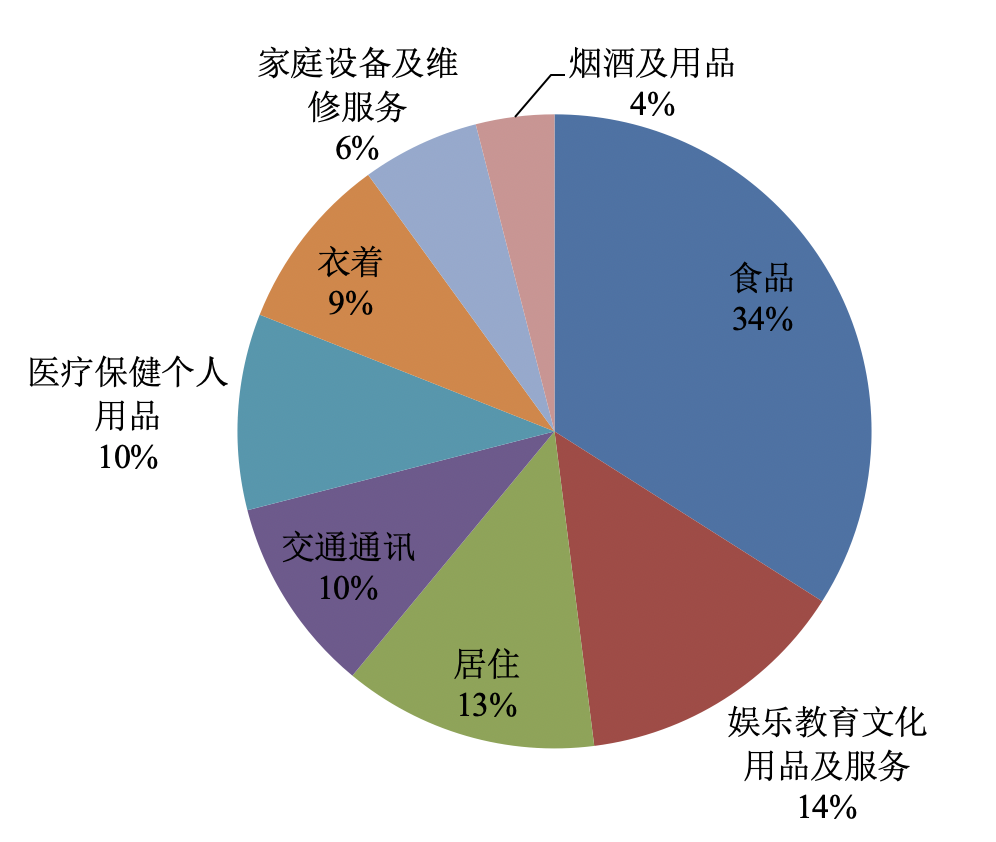 家庭设备及维
修服务
6%
烟酒及用品
4%
食品
34%
衣着
9%
医疗保健个人
用品
10%
交通通讯
10%
居住
13%
娱乐教育文化
用品及服务
14%